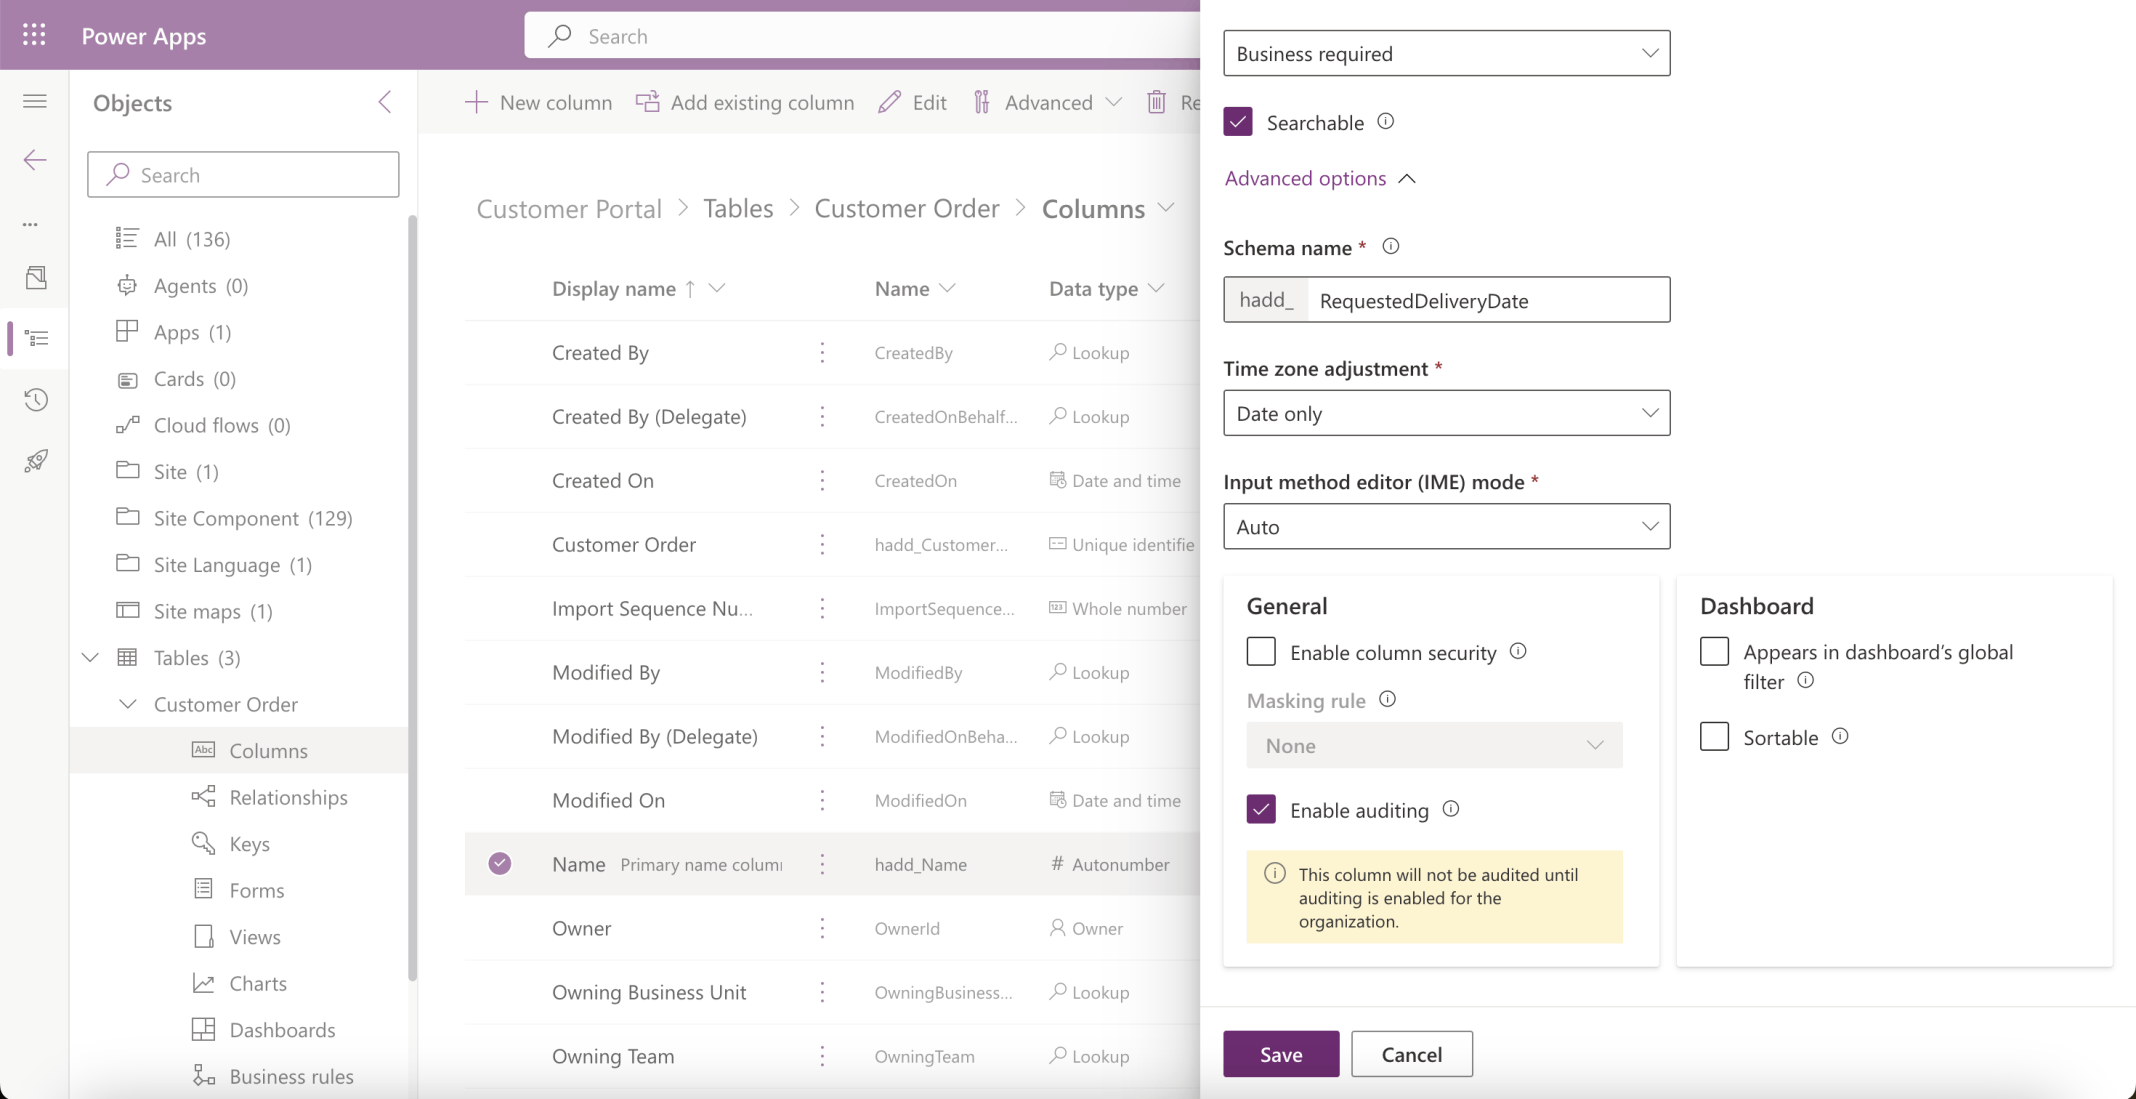 Power Apps
Search
Objects
Search
All (136)
Agents (0)
Apps (1)
Cards (0)
Cloud flows (0)
Site (1)
Site Component (129)
Site Language (1)
Site maps (1)
Tables (3)
Customer Order
Columns
Relationships
Keys
Forms
Views
Charts
Dashboards
Business rules
New column
Add existing column
Edit
Advanced
Re
Customer Portal > Tables > Customer Order > Columns
Display name ↑ Name Data type
Created By CreatedBy Lookup
Created By (Delegate) CreatedOnBehalf... Lookup
Created On CreatedOn Date and time
Customer Order hadd_Customer... Unique identifie
Import Sequence Nu... ImportSequence... Whole number
Modified By ModifiedBy Lookup
Modified By (Delegate) ModifiedOnBeha... Lookup
Modified On ModifiedOn Date and time
Name Primary name colum hadd_Name # Autonumber
Owner OwnerId Owner
Owning Business Unit OwningBusiness... Lookup
Owning Team OwningTeam Lookup
Business required
Searchable
Advanced options
Schema name *
hadd_ RequestedDeliveryDate
Time zone adjustment *
Date only
Input method editor (IME) mode *
Auto
General
Enable column security
Masking rule
None
Enable auditing
This column will not be audited until
auditing is enabled for the
organization.
Dashboard
Appears in dashboard's global
filter
Sortable
Save
Cancel